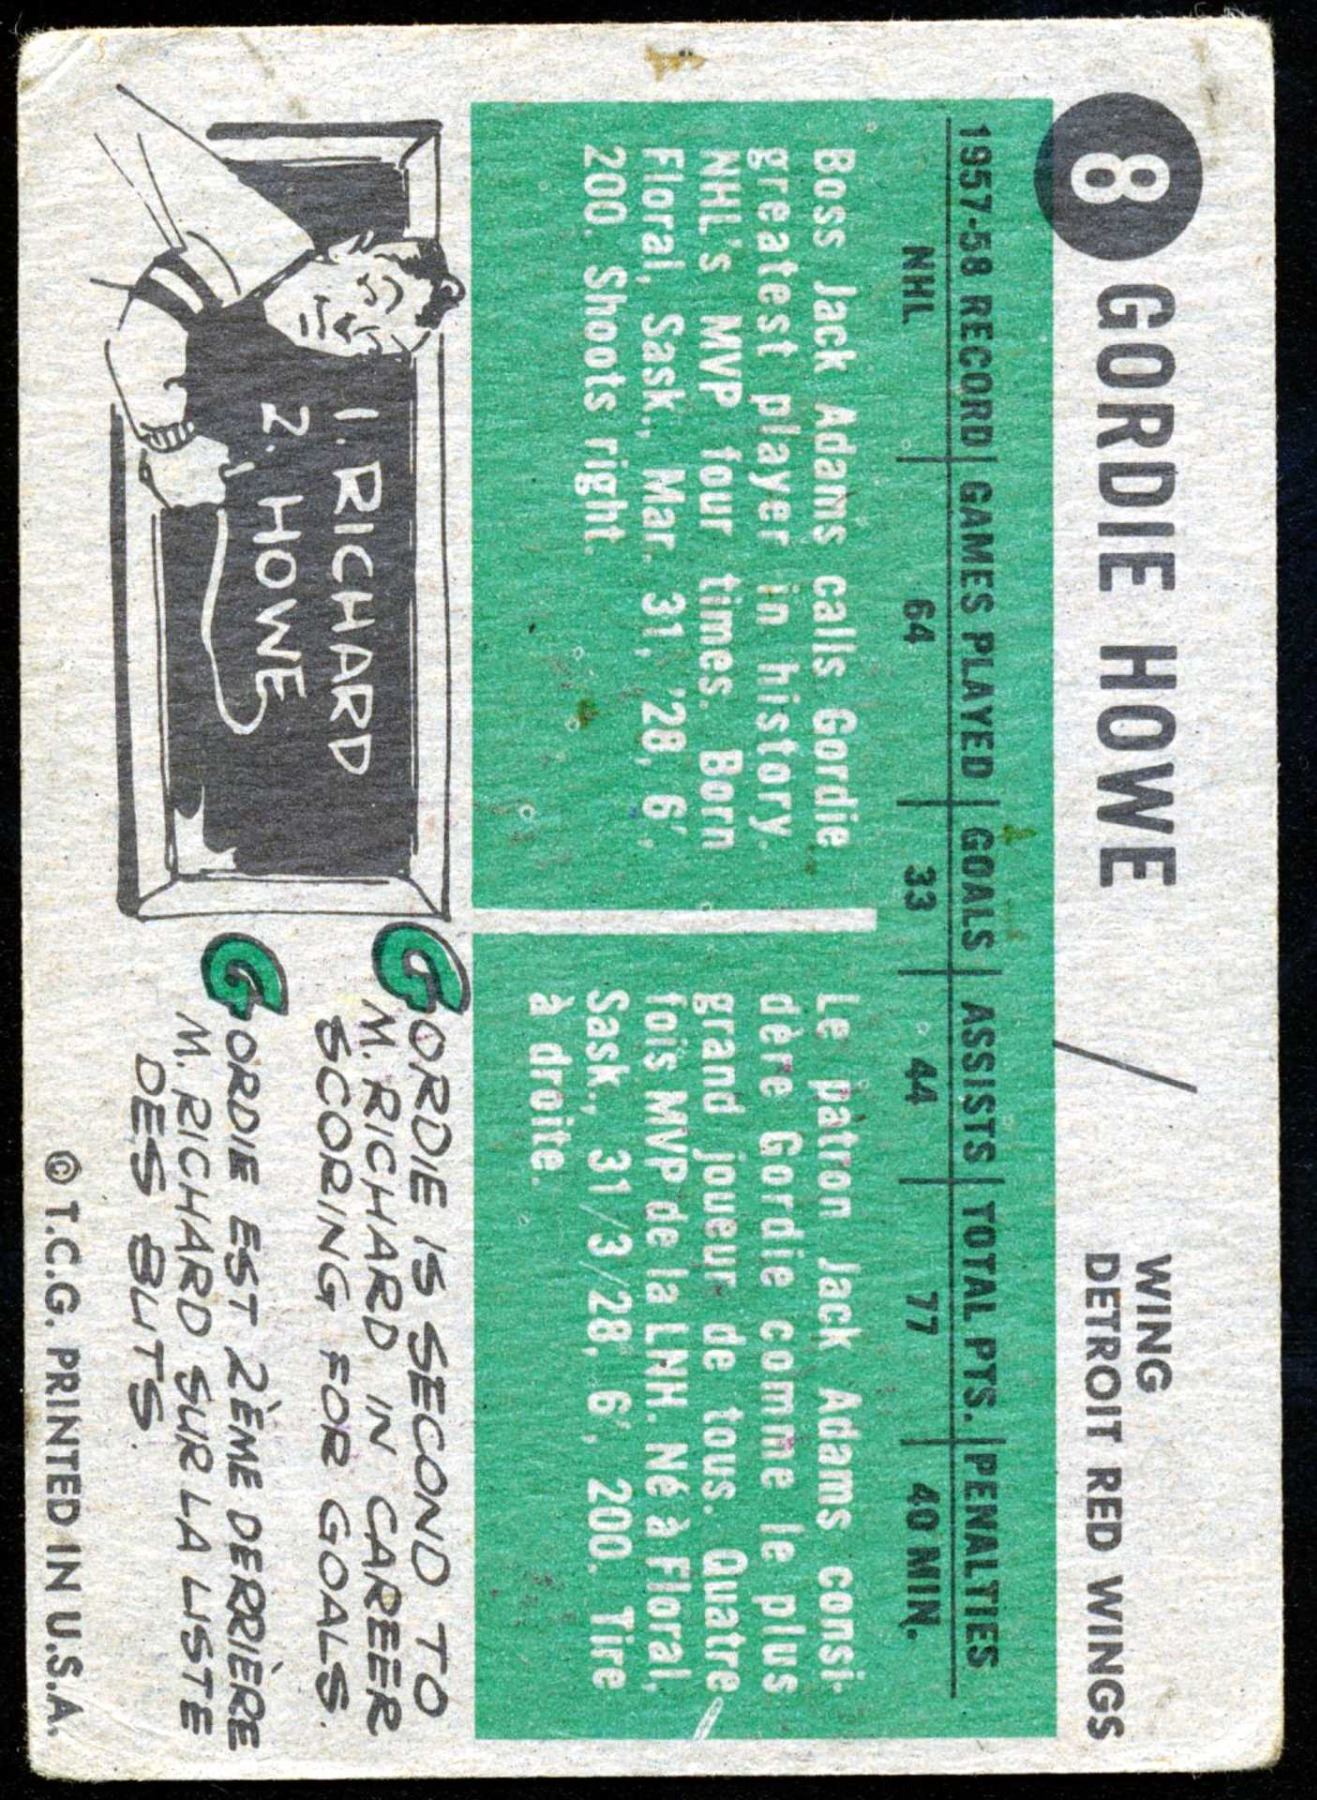 8 GORDIE HOWE / WING
DETROIT RED WINGS
1957-58 RECORD GAMES PLAYED GOALS ASSISTS TOTAL PTS. PENALTIES
NHL 64 33 44 77 40 MIN.
Boss Jack Adams calls Gordie
greatest player in history.
NHL's MVP four times. Born
Floral, Sask., Mar. 31, '28, 6',
200. Shoots right.
Le patron Jack Adams consi-
dère Gordie comme le plus
grand joueur de tous. Quatre
fois MVP de la LNH. Né à Floral,
Sask., 31/3/28, 6', 200. Tire
à droite.
1. RICHARD
2. HOWE
GORDIE IS SECOND TO
M. RICHARD IN CAREER
SCORING FOR GOALS.
GORDIE EST 2ÈME DERRIÈRE
M. RICHARD SUR LA LISTE
DES BUTS.
© T.C.G. PRINTED IN U.S.A.